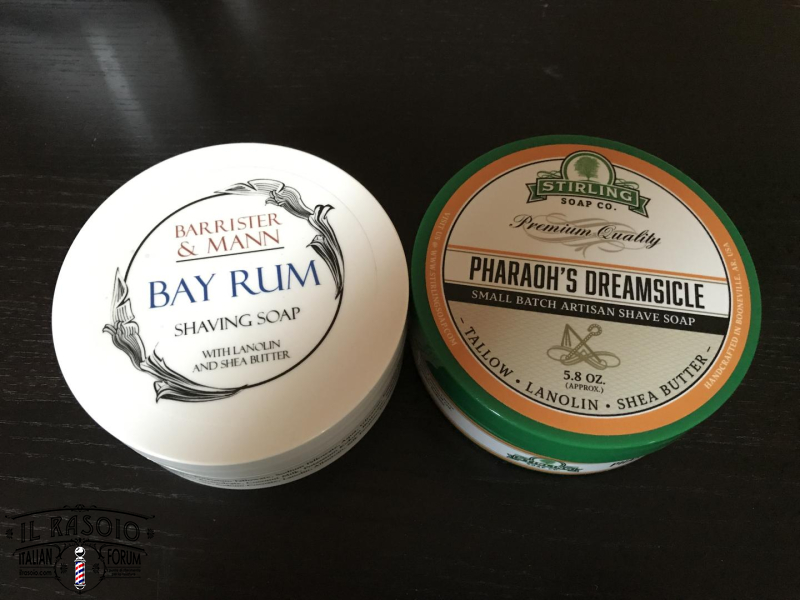 BARRISTER
& MANN
BAY RUM
SHAVING SOAP
WITH LANOLIN
AND SHEA BUTTER
STIRLING
SOAP CO.
Premium Quality
PHARAOH'S DREAMSICLE
SMALL BATCH ARTISAN SHAVE SOAP
5.8 OZ.
(APPROX.)
- TALLOW • LANOLIN • SHEA BUTTER -
HANDCRAFTED IN BOONEVILLE, AR, USA
IL RASOIO
ITALIAN FORUM